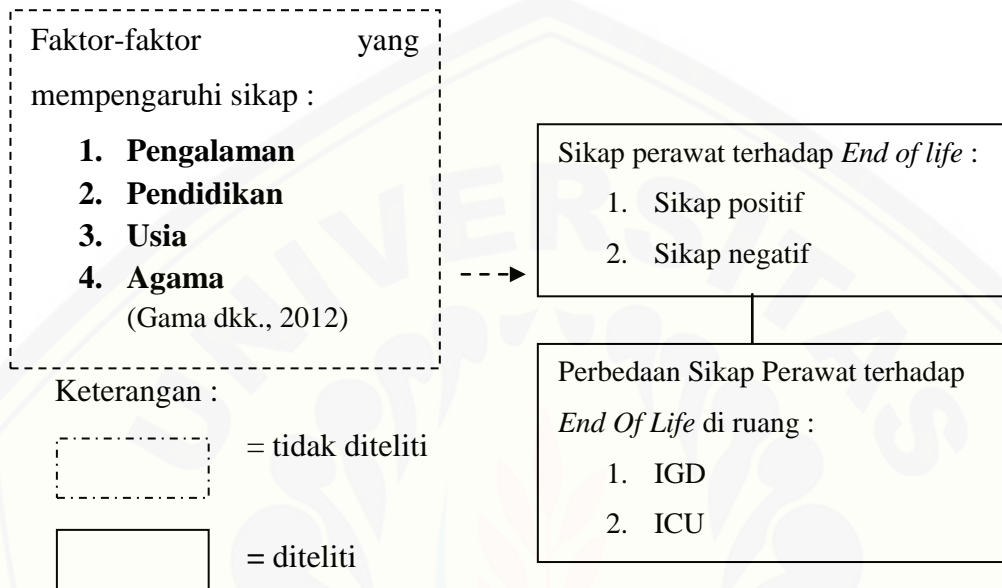 Faktor-faktor yang
mempengaruhi sikap :
1. Pengalaman
2. Pendidikan
3. Usia
4. Agama
(Gama dkk., 2012)
Sikap perawat terhadap End of life :
1. Sikap positif
2. Sikap negatif
Perbedaan Sikap Perawat terhadap
End Of Life di ruang :
1. IGD
2. ICU
Keterangan :
= tidak diteliti
= diteliti
UNIVERSITAS